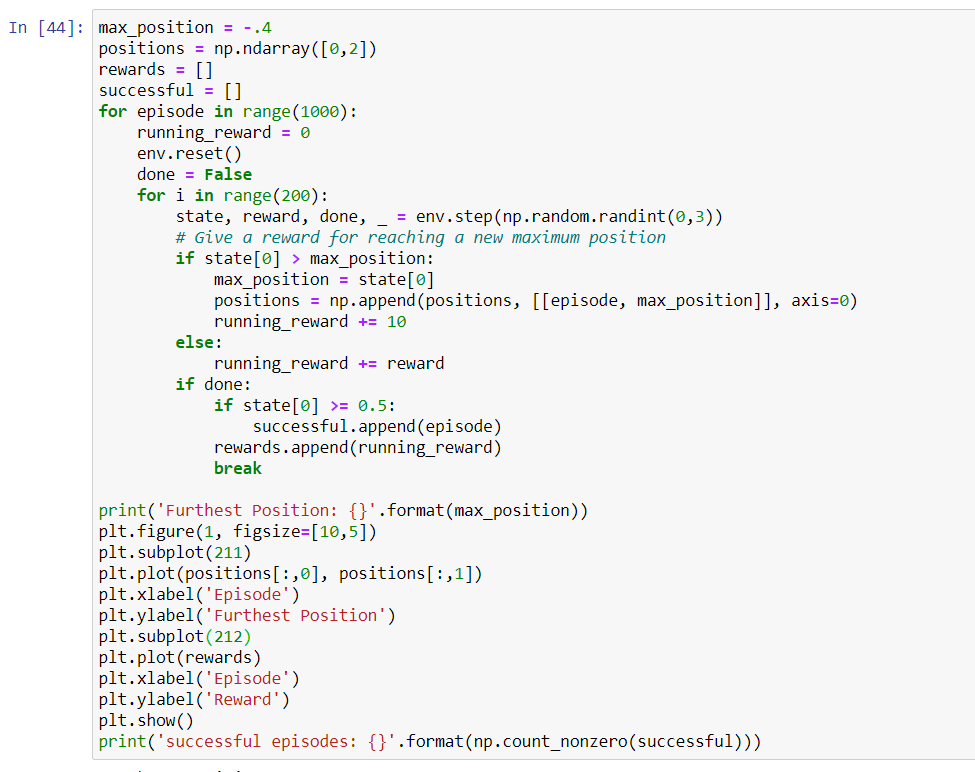 In [44]: max_position = -.4
positions = np.ndarray([0,2])
rewards = []
successful = []
for episode in range(1000):
    running_reward = 0
    env.reset()
    done = False
    for i in range(200):
        state, reward, done, _ = env.step(np.random.randint(0,3))
        # Give a reward for reaching a new maximum position
        if state[0] > max_position:
            max_position = state[0]
            positions = np.append(positions, [[episode, max_position]], axis=0)
            running_reward += 10
        else:
            running_reward += reward
        if done:
            if state[0] >= 0.5:
                successful.append(episode)
            rewards.append(running_reward)
            break

print('Furthest Position: {}'.format(max_position))
plt.figure(1, figsize=[10,5])
plt.subplot(211)
plt.plot(positions[:,0], positions[:,1])
plt.xlabel('Episode')
plt.ylabel('Furthest Position')
plt.subplot(212)
plt.plot(rewards)
plt.xlabel('Episode')
plt.ylabel('Reward')
plt.show()
print('successful episodes: {}'.format(np.count_nonzero(successful)))